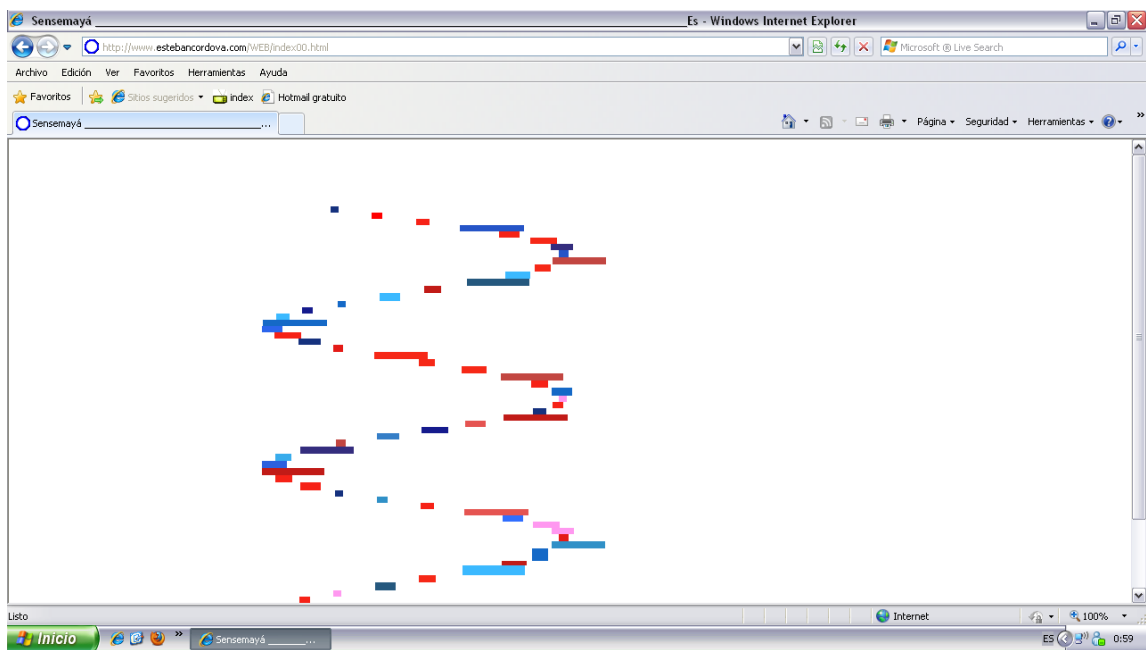 Sensemayá _____________________________________________________________________________Es - Windows Internet Explorer
http://www.estebancordova.com/WEB/index00.html
Microsoft ® Live Search
Archivo Edición Ver Favoritos Herramientas Ayuda
Favoritos Sitios sugeridos index Hotmail gratuito
Sensemayá _______________________... Página Seguridad Herramientas »
Listo Internet 100%
Inicio » Sensemayá _______... ES 0:59